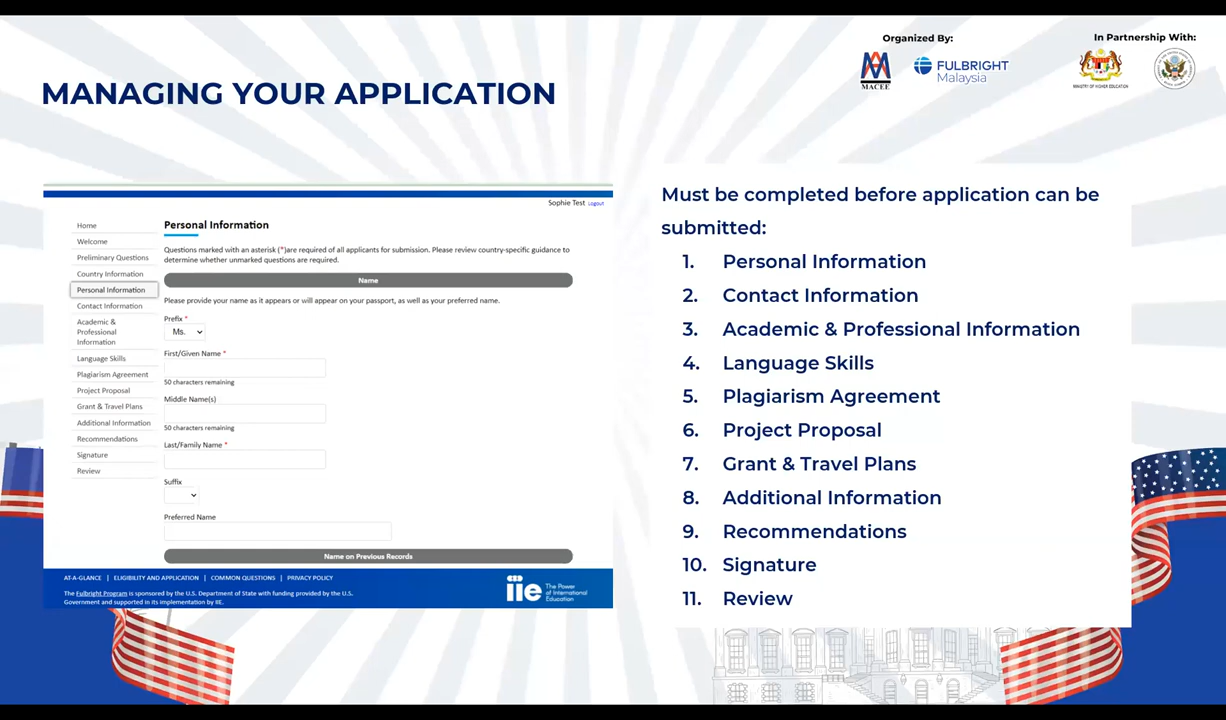 Organized By:
In Partnership With:
MACEE
FULBRIGHT
Malaysia
MINISTRY OF HIGHER EDUCATION
MANAGING YOUR APPLICATION
Sophie Test Logout
Home
Welcome
Preliminary Questions
Country Information
Personal Information
Contact Information
Academic &
Professional
Information
Language Skills
Plagiarism Agreement
Project Proposal
Grant & Travel Plans
Additional Information
Recommendations
Signature
Review
Personal Information
Questions marked with an asterisk (*)are required of all applicants for submission. Please review country-specific guidance to
determine whether unmarked questions are required.
Name
Please provide your name as it appears or will appear on your passport, as well as your preferred name.
Prefix *
Ms.
First/Given Name *
50 characters remaining
Middle Name(s)
50 characters remaining
Last/Family Name *
Suffix
Preferred Name
Name on Previous Records
AT-A-GLANCE | ELIGIBILITY AND APPLICATION | COMMON QUESTIONS | PRIVACY POLICY
The Fulbright Program is sponsored by the U.S. Department of State with funding provided by the U.S.
Government and supported in its implementation by IIE.
iie
The Power
of International
Education
Must be completed before application can be
submitted:
1. Personal Information
2. Contact Information
3. Academic & Professional Information
4. Language Skills
5. Plagiarism Agreement
6. Project Proposal
7. Grant & Travel Plans
8. Additional Information
9. Recommendations
10. Signature
11. Review